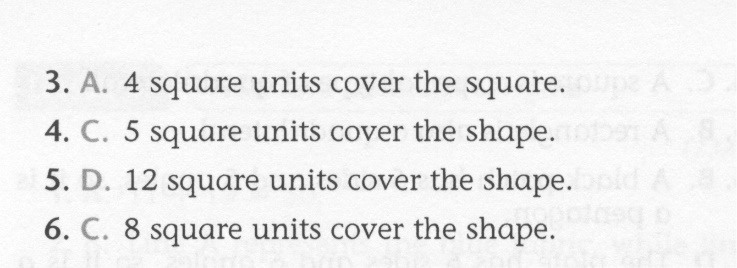 3. A. 4 square units cover the square.
4. C. 5 square units cover the shape.
5. D. 12 square units cover the shape.
6. C. 8 square units cover the shape.